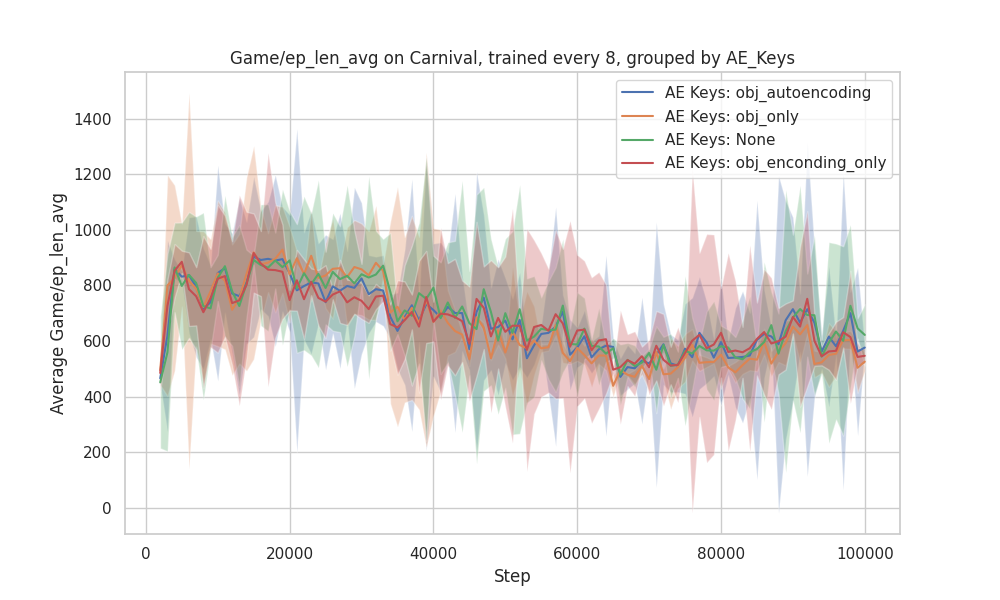 Game/ep_len_avg on Carnival, trained every 8, grouped by AE_Keys
AE Keys: obj_autoencoding
AE Keys: obj_only
AE Keys: None
AE Keys: obj_enconding_only
Average Game/ep_len_avg
1400
1200
1000
800
600
400
200
0
0
20000
40000
60000
80000
100000
Step